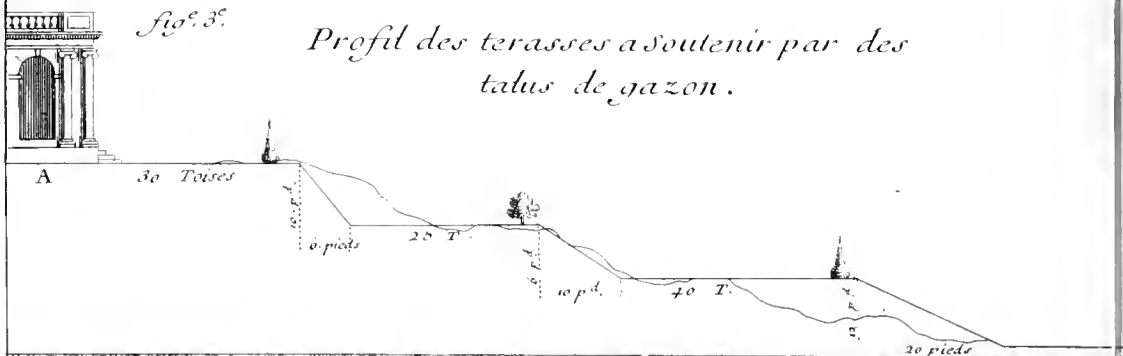 fig.e 3.e
Profil des terasses a Soutenir par des
talus de gazon.
A
30 Toises
10. p.d
6. pieds
28 T.
6 p.d
10 p.d.
40 T.
12 p.d.
20 pieds